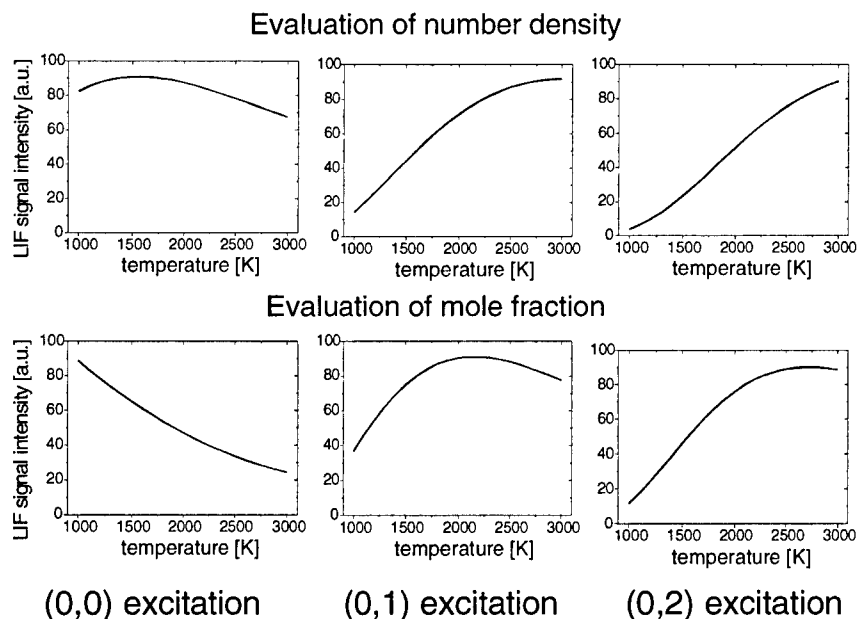 Evaluation of number density
LIF signal intensity [a.u.]
100
80
60
40
20
0
1000 1500 2000 2500 3000
temperature [K]
100
80
60
40
20
0
1000 1500 2000 2500 3000
temperature [K]
100
80
60
40
20
0
1000 1500 2000 2500 3000
temperature [K]
Evaluation of mole fraction
LIF signal intensity [a.u.]
100
80
60
40
20
0
1000 1500 2000 2500 3000
temperature [K]
100
80
60
40
20
0
1000 1500 2000 2500 3000
temperature [K]
100
80
60
40
20
0
1000 1500 2000 2500 3000
temperature [K]
(0,0) excitation (0,1) excitation (0,2) excitation